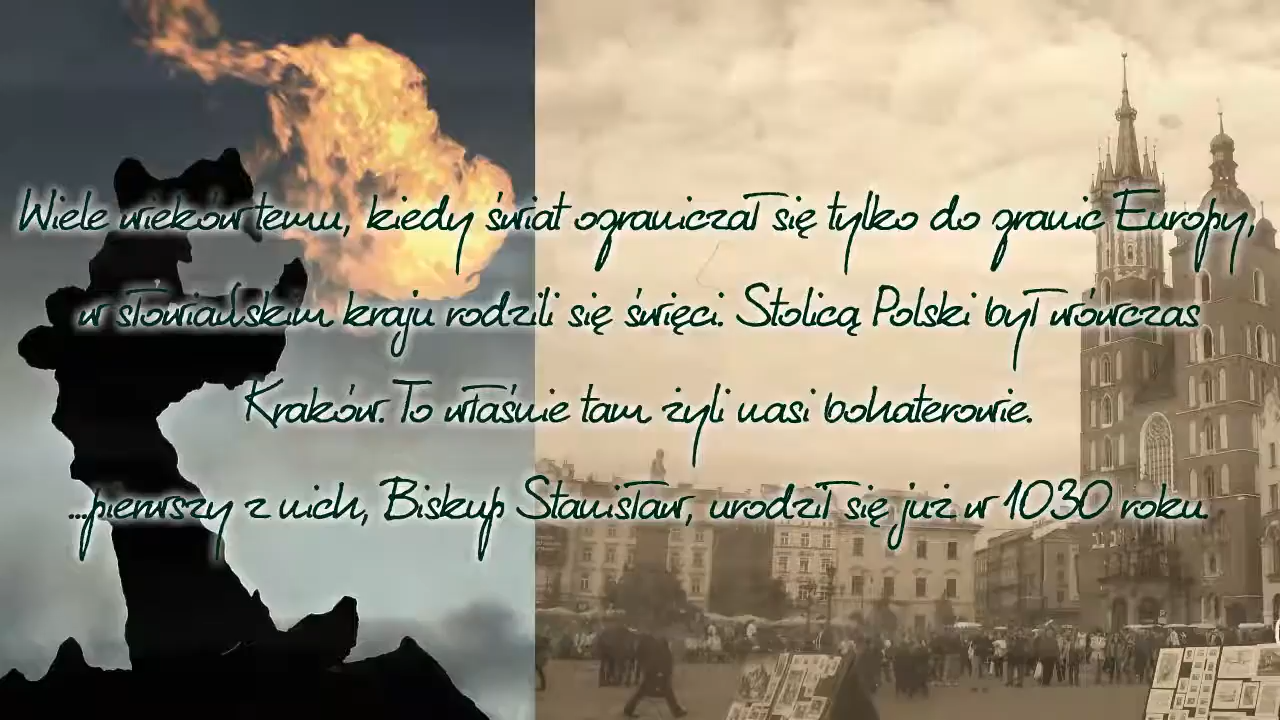 Wiele wieków temu, kiedy świat ograniczał się tylko do granic Europy,
w słowiańskim kraju rodzili się święci. Stolicą Polski był wówczas
Kraków. To właśnie tam żyli nasi bohaterowie.
...pierwszy z nich, Biskup Stanisław, urodził się już w 1030 roku.